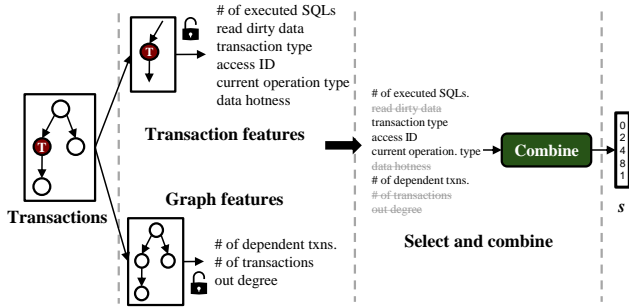 T
T
Transactions
# of executed SQLs
read dirty data
transaction type
access ID
current operation type
data hotness
Transaction features
Graph features
# of dependent txns.
# of transactions
out degree
# of executed SQLs.
read dirty data
transaction type
access ID
current operation. type
data hotness
# of dependent txns.
# of transactions
out degree
Combine
Select and combine
0
2
4
8
1
s